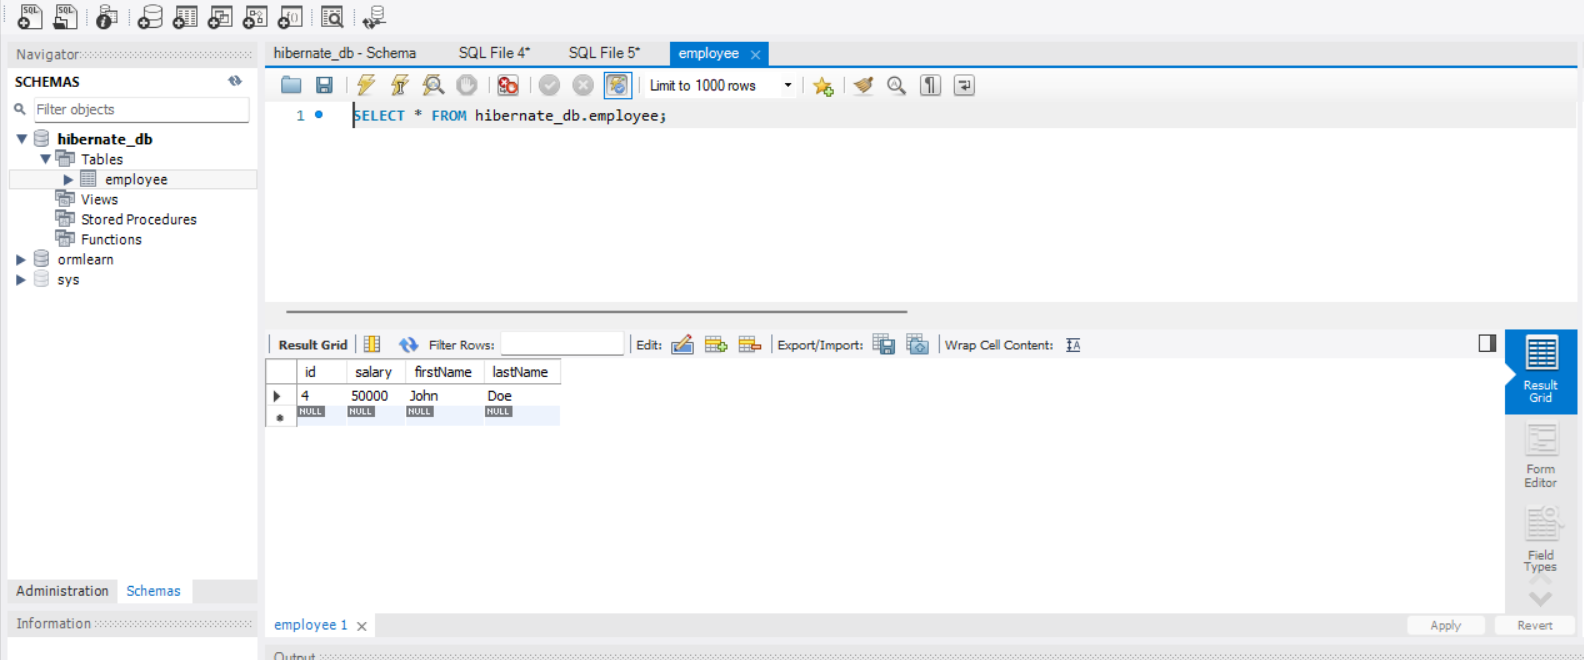 SQL SQL
Navigator
SCHEMAS
Filter objects
hibernate_db
Tables
employee
Views
Stored Procedures
Functions
ormlearn
sys
Administration Schemas
Information
hibernate_db - Schema SQL File 4* SQL File 5* employee
Limit to 1000 rows
1 SELECT * FROM hibernate_db.employee;
Result Grid Filter Rows: Edit: Export/Import: Wrap Cell Content:
id salary firstName lastName
4 50000 John Doe
NULL NULL NULL NULL
Result
Grid
Form
Editor
Field
Types
employee 1
Apply Revert
Output